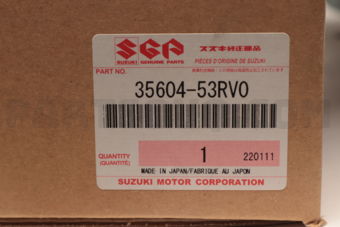 SGP スズキ純正部品
SUZUKI GENUINE PARTS PIÈCES D'ORIGINE DE SUZUKI
PART NO.
35604-53RV0
QUANTITY 1 220111
(QUANTITÉ)
MADE IN JAPAN/FABRIQUE AU JAPON
SUZUKI MOTOR CORPORATION